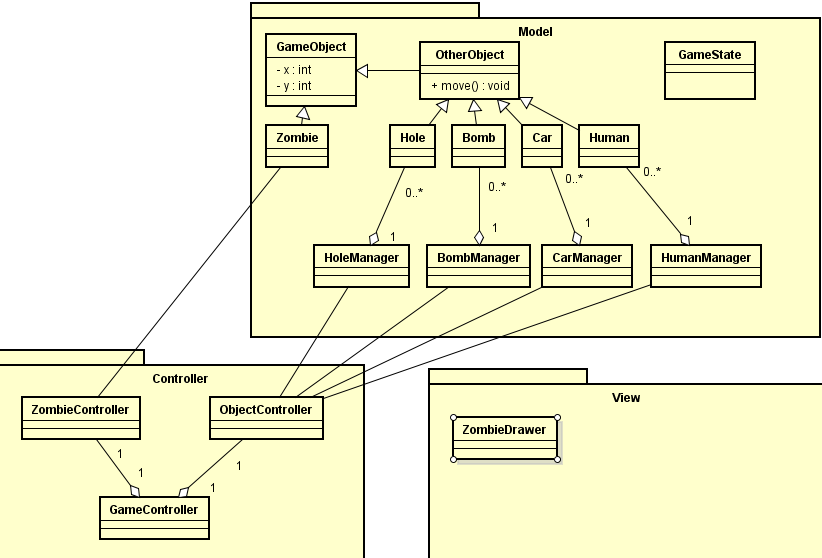 Model
GameObject
- x : int
- y : int
OtherObject
+ move() : void
GameState
Zombie
Hole
Bomb
Car
Human
0..*
0..*
0..*
0..*
1
1
1
1
HoleManager
BombManager
CarManager
HumanManager
Controller
ZombieController
ObjectController
1
1
1
1
GameController
View
ZombieDrawer